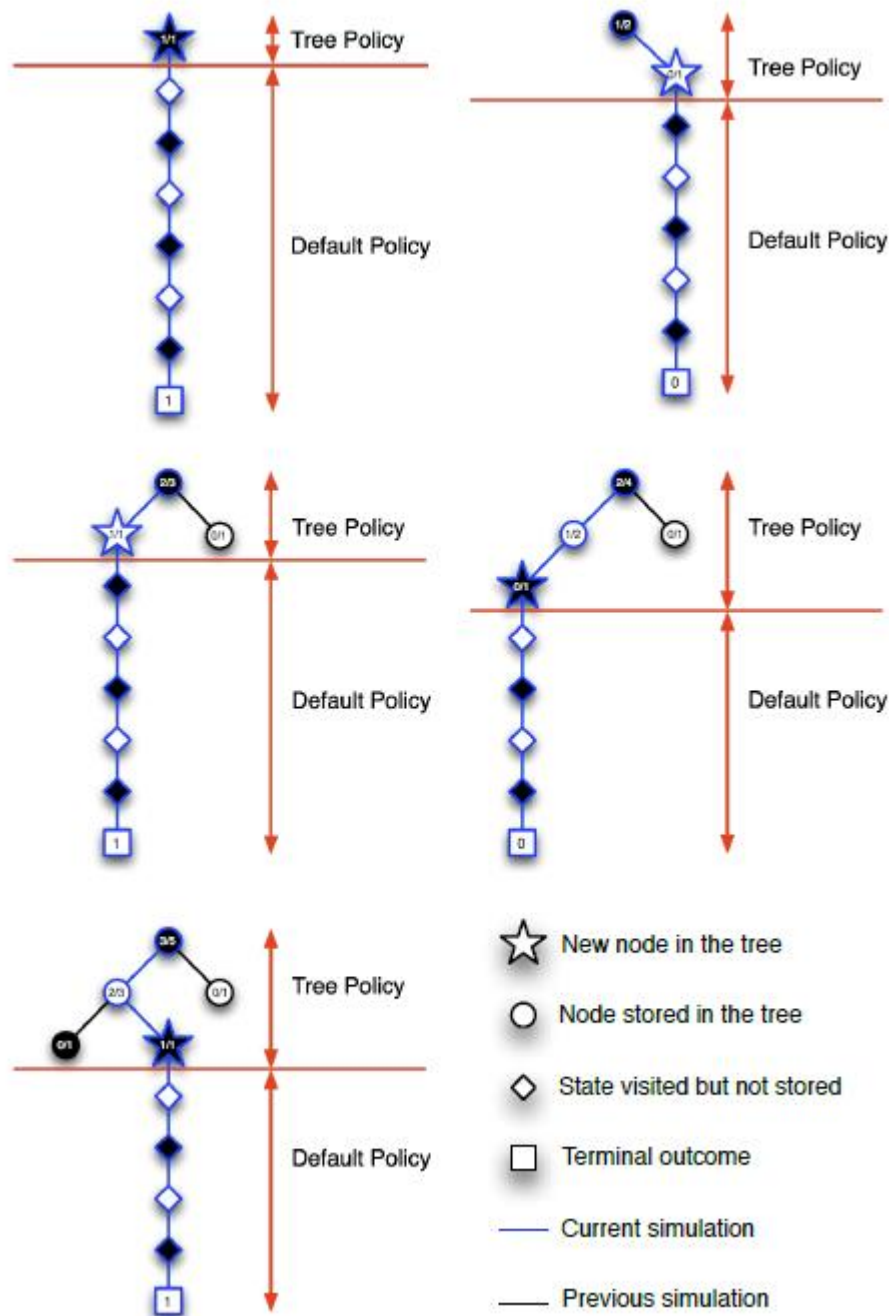 1/1
Tree Policy
Default Policy
1
1/2
0/1
Tree Policy
Default Policy
0
2/3
1/1
0/1
Tree Policy
Default Policy
1
2/4
1/2
0/1
0/1
Tree Policy
Default Policy
0
3/5
2/3
0/1
0/1
1/1
Tree Policy
Default Policy
1
New node in the tree
Node stored in the tree
State visited but not stored
Terminal outcome
Current simulation
Previous simulation